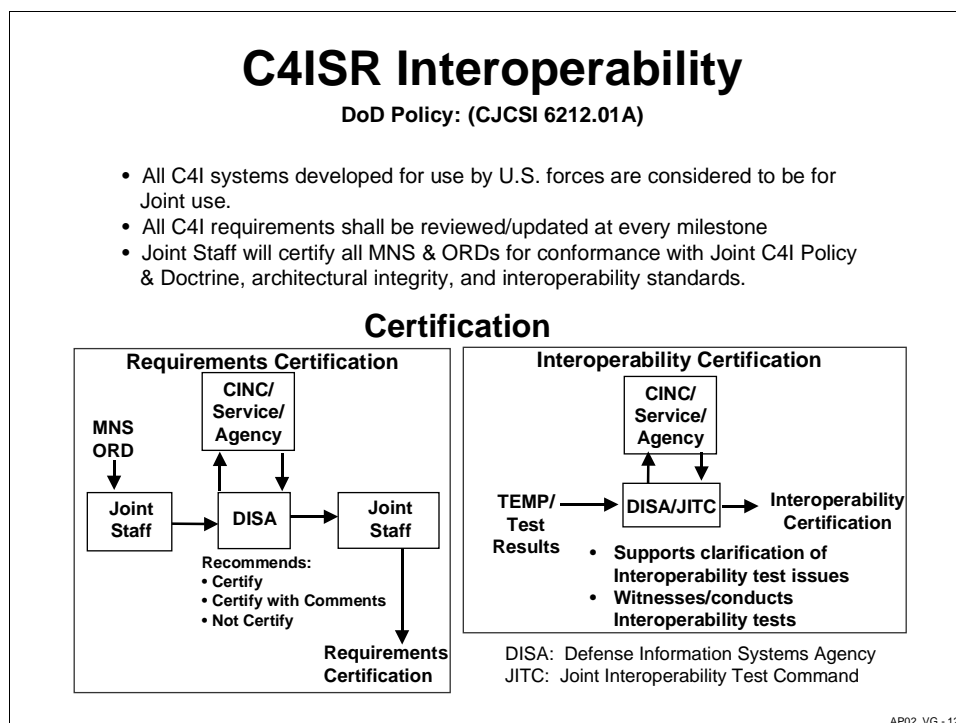 C4ISR Interoperability
DoD Policy: (CJCSI 6212.01A)
• All C4I systems developed for use by U.S. forces are considered to be for
Joint use.
• All C4I requirements shall be reviewed/updated at every milestone
• Joint Staff will certify all MNS & ORDs for conformance with Joint C4I Policy
& Doctrine, architectural integrity, and interoperability standards.
Certification
Requirements Certification
CINC/
Service/
Agency
MNS
ORD
Joint
Staff
DISA
Joint
Staff
Recommends:
• Certify
• Certify with Comments
• Not Certify
Requirements
Certification
Interoperability Certification
CINC/
Service/
Agency
TEMP/
Test
Results
DISA/JITC
Interoperability
Certification
• Supports clarification of
Interoperability test issues
• Witnesses/conducts
Interoperability tests
DISA: Defense Information Systems Agency
JITC: Joint Interoperability Test Command
AP02, VG - 12